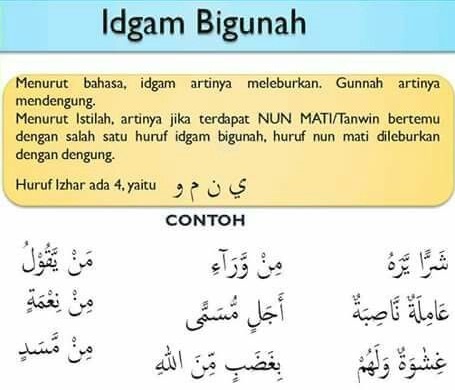 Idgam Bigunah
Menurut bahasa, idgam artinya meleburkan. Gunnah artinya
mendengung.
Menurut Istilah, artinya jika terdapat NUN MATI/Tanwin bertemu
dengan salah satu huruf idgam bigunah, huruf nun mati dileburkan
dengan dengung.
Huruf Izhar ada 4, yaitu ي ن م و
CONTOH
شَرًّا يَّرَهُ مِنْ وَّرَآءِ مَنْ يَّقُوْلُ
عَامِلَةٌ نَّاصِبَةٌ أَجَلٍ مُّسَمًّى مِنْ نِعْمَةٍ
غِشٰوَةٌ وَلَهُمْ بِغَضَبٍ مِّنَ اللهِ مِنْ مَّسَدٍ